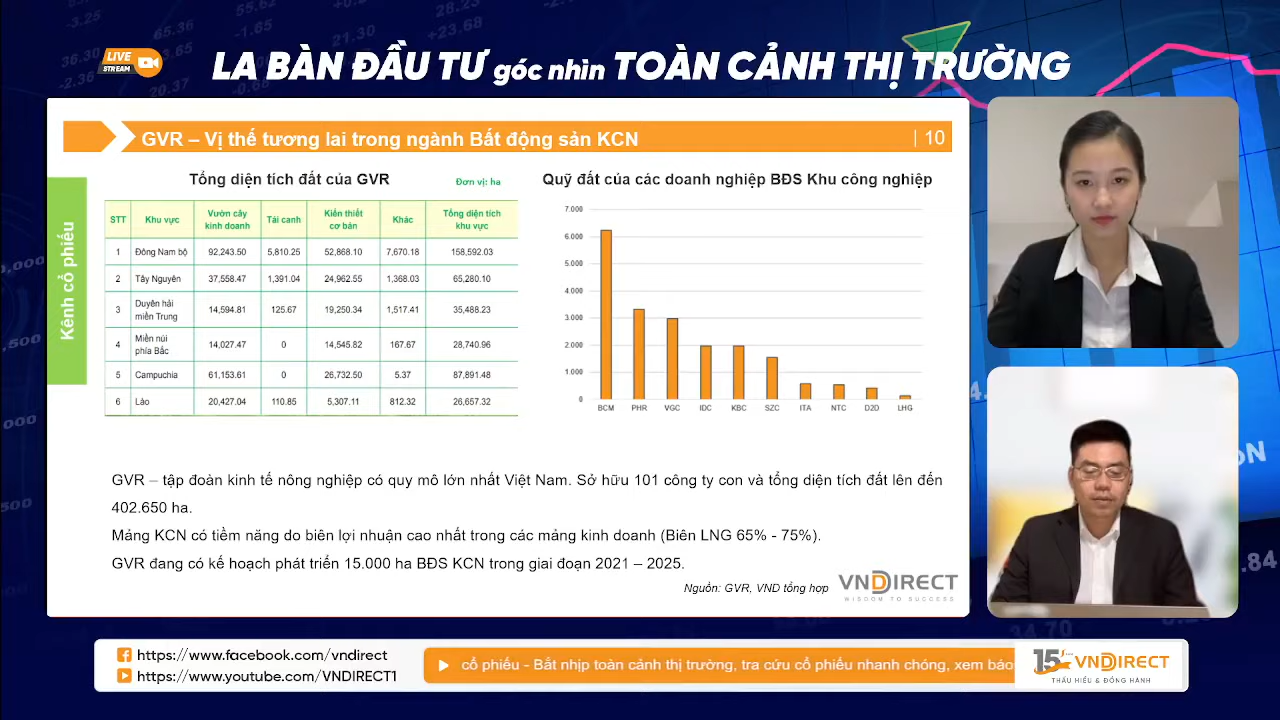 LIVE
STREAM
LA BÀN ĐẦU TƯ góc nhìn TOÀN CẢNH THỊ TRƯỜNG
GVR – Vị thế tương lai trong ngành Bất động sản KCN
| 10
Kênh cổ phiếu
Tổng diện tích đất của GVR
Đơn vị: ha
STT Khu vực Vườn cây kinh doanh Tái canh Kiến thiết cơ bản Khác Tổng diện tích khu vực
1 Đông Nam bộ 92,243.50 5,810.25 52,868.10 7,670.18 158,592.03
2 Tây Nguyên 37,558.47 1,391.04 24,962.55 1,368.03 65,280.10
3 Duyên hải miền Trung 14,594.81 125.67 19,250.34 1,517.41 35,488.23
4 Miền núi phía Bắc 14,027.47 0 14,545.82 167.67 28,740.96
5 Campuchia 61,153.61 0 26,732.50 5.37 87,891.48
6 Lào 20,427.04 110.85 5,307.11 812.32 26,657.32
Quỹ đất của các doanh nghiệp BĐS Khu công nghiệp
7.000
6.000
5.000
4.000
3.000
2.000
1.000
0
BCM PHR VGC IDC KBC SZC ITA NTC D2D LHG
GVR – tập đoàn kinh tế nông nghiệp có quy mô lớn nhất Việt Nam. Sở hữu 101 công ty con và tổng diện tích đất lên đến
402.650 ha.
Mảng KCN có tiềm năng do biên lợi nhuận cao nhất trong các mảng kinh doanh (Biên LNG 65% - 75%).
GVR đang có kế hoạch phát triển 15.000 ha BĐS KCN trong giai đoạn 2021 – 2025.
Nguồn: GVR, VND tổng hợp
VNDIRECT
WISDOM TO SUCCESS
https://www.facebook.com/vndirect
https://www.youtube.com/VNDIRECT1
cổ phiếu - Bắt nhịp toàn cảnh thị trường, tra cứu cổ phiếu nhanh chóng, xem báo
15 VNDIRECT
THẤU HIỂU & ĐỒNG HÀNH